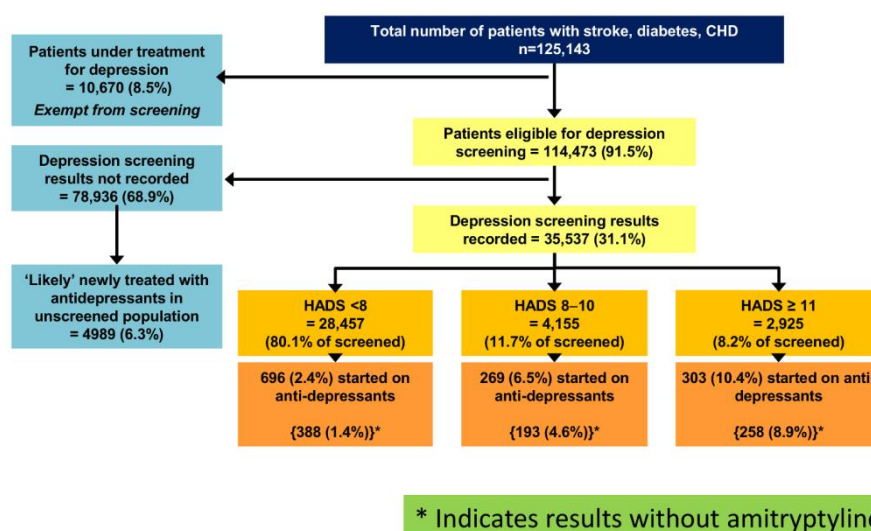 Total number of patients with stroke, diabetes, CHD
n=125,143
Patients under treatment
for depression
= 10,670 (8.5%)
Exempt from screening
Patients eligible for depression
screening = 114,473 (91.5%)
Depression screening
results not recorded
= 78,936 (68.9%)
Depression screening results
recorded = 35,537 (31.1%)
‘Likely’ newly treated with
antidepressants in
unscreened population
= 4989 (6.3%)
HADS <8
= 28,457
(80.1% of screened)
HADS 8–10
= 4,155
(11.7% of screened)
HADS ≥ 11
= 2,925
(8.2% of screened)
696 (2.4%) started on
anti-depressants
{388 (1.4%)}*
269 (6.5%) started on
anti-depressants
{193 (4.6%)}*
303 (10.4%) started on anti-
depressants
{258 (8.9%)}*
* Indicates results without amitryptyline